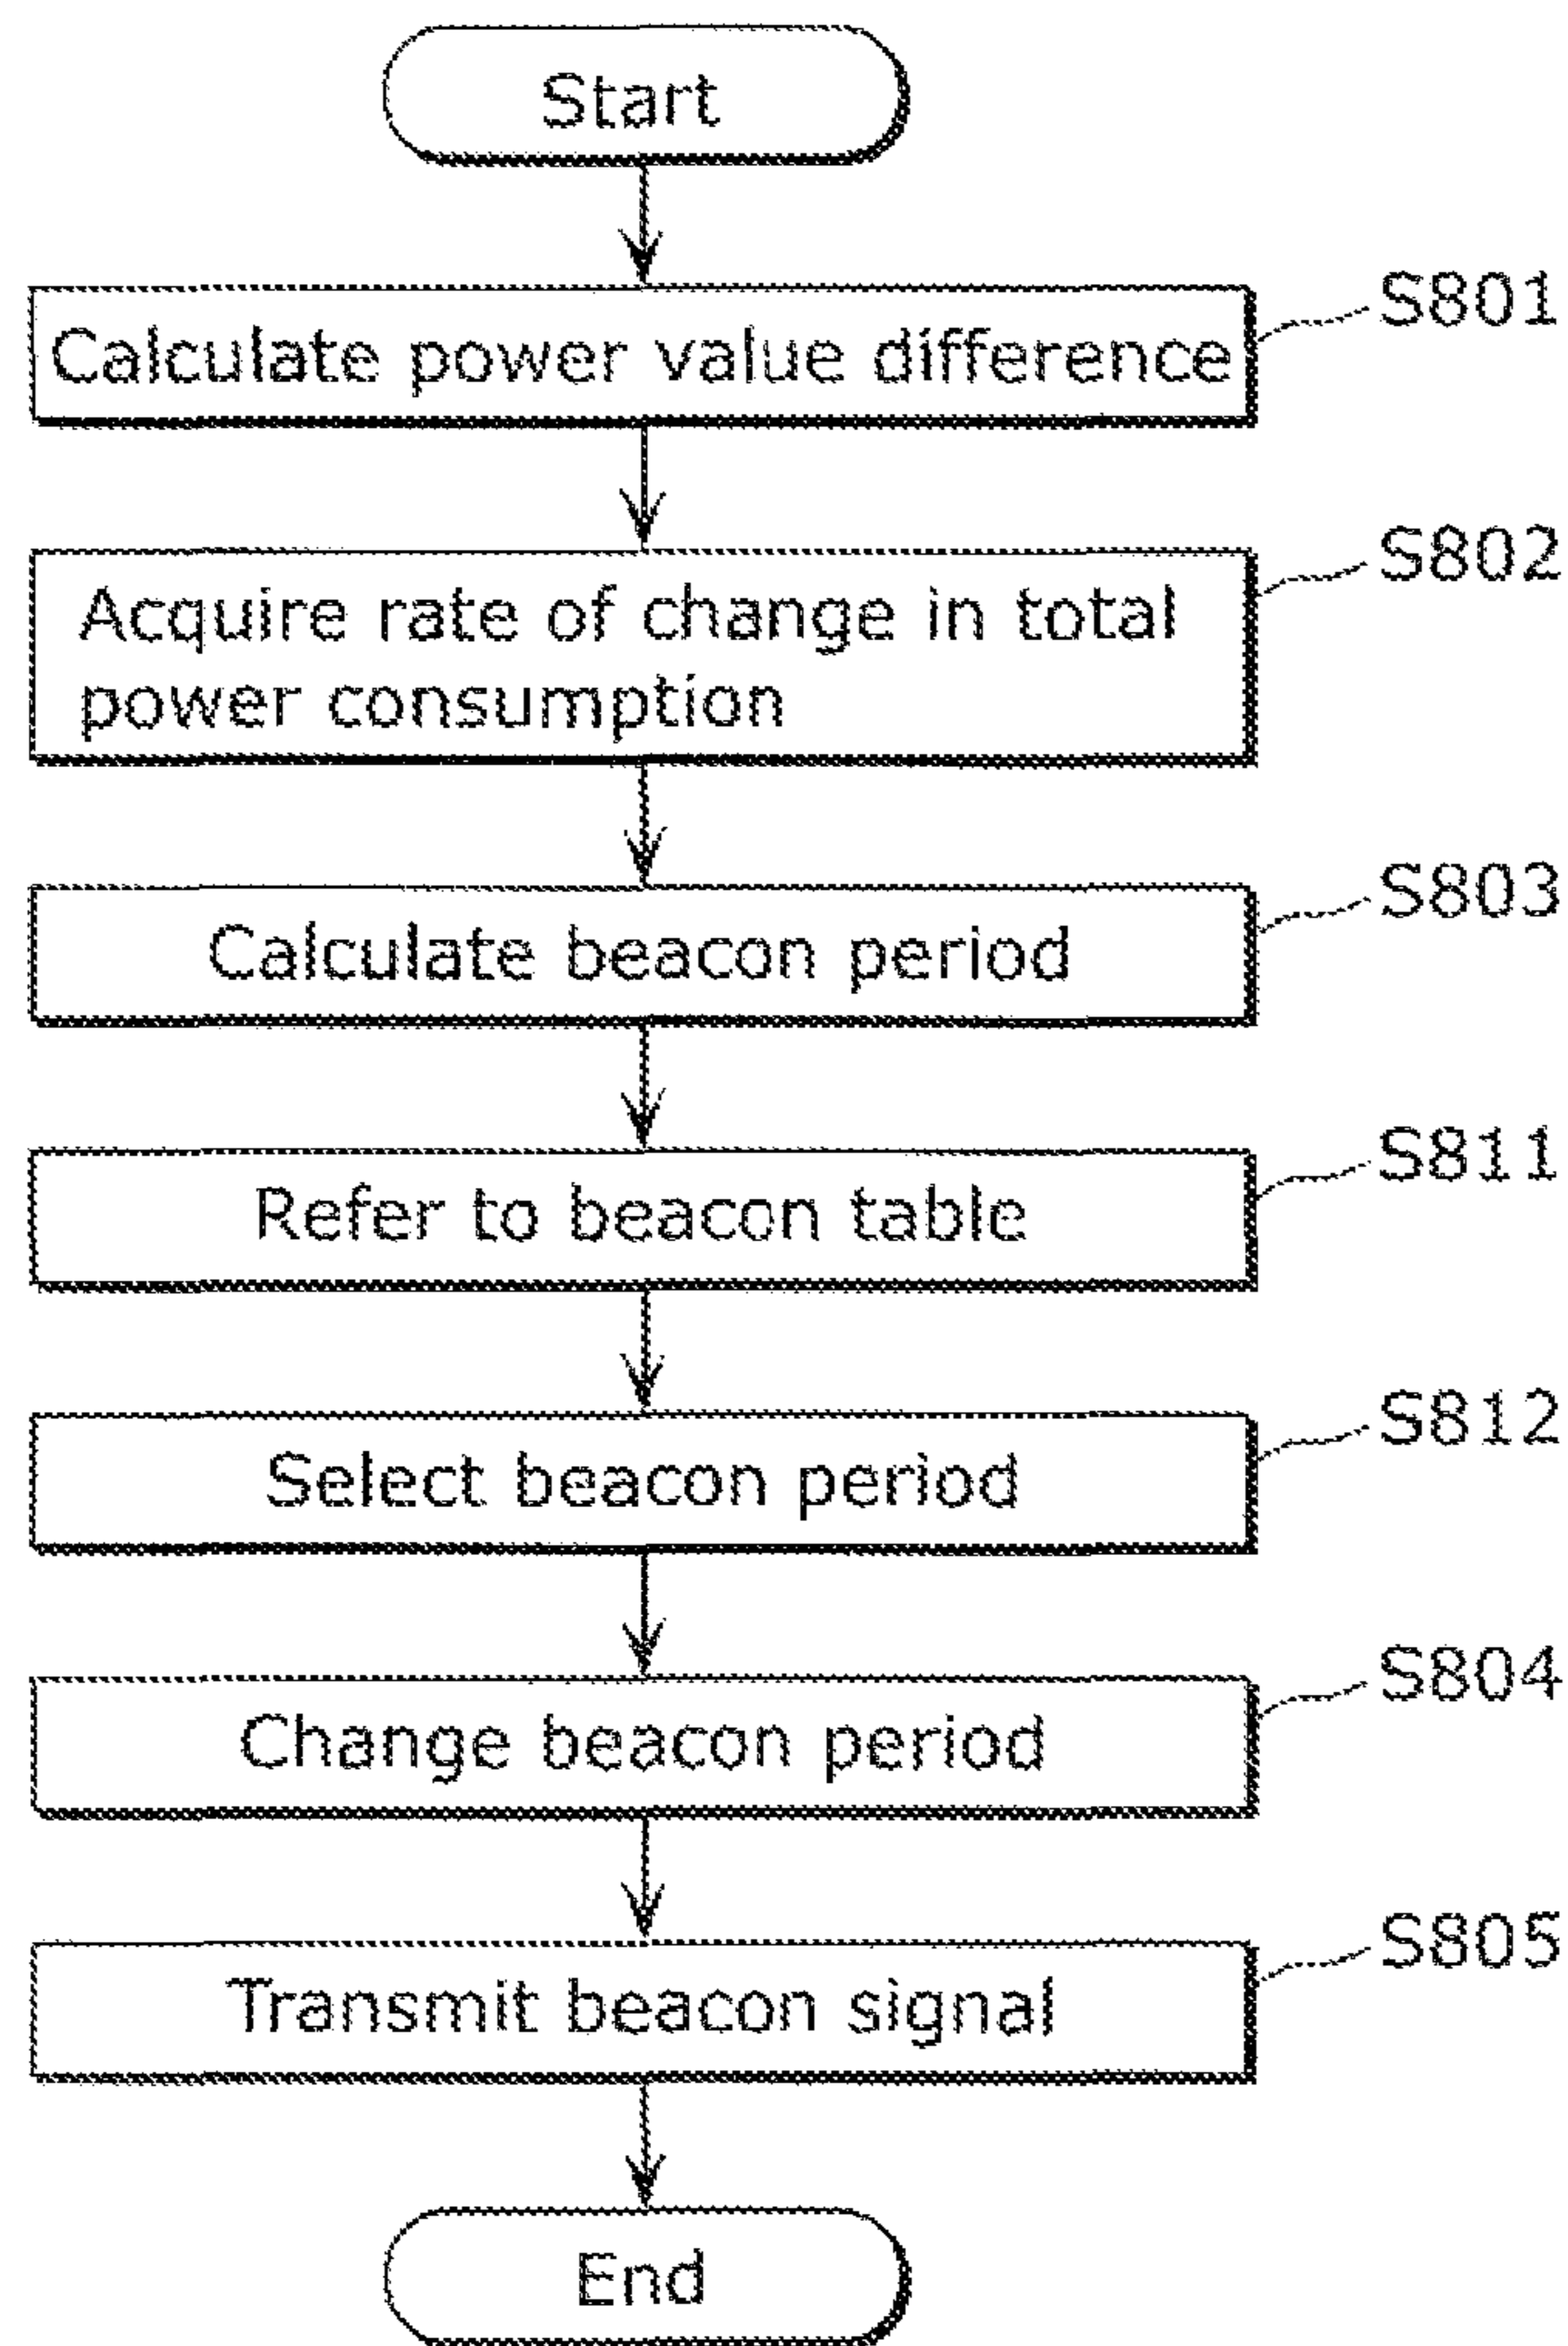 Start
Calculate power value difference
S801
Acquire rate of change in total
power consumption
S802
Calculate beacon period
S803
Refer to beacon table
S811
Select beacon period
S812
Change beacon period
S804
Transmit beacon signal
S805
End